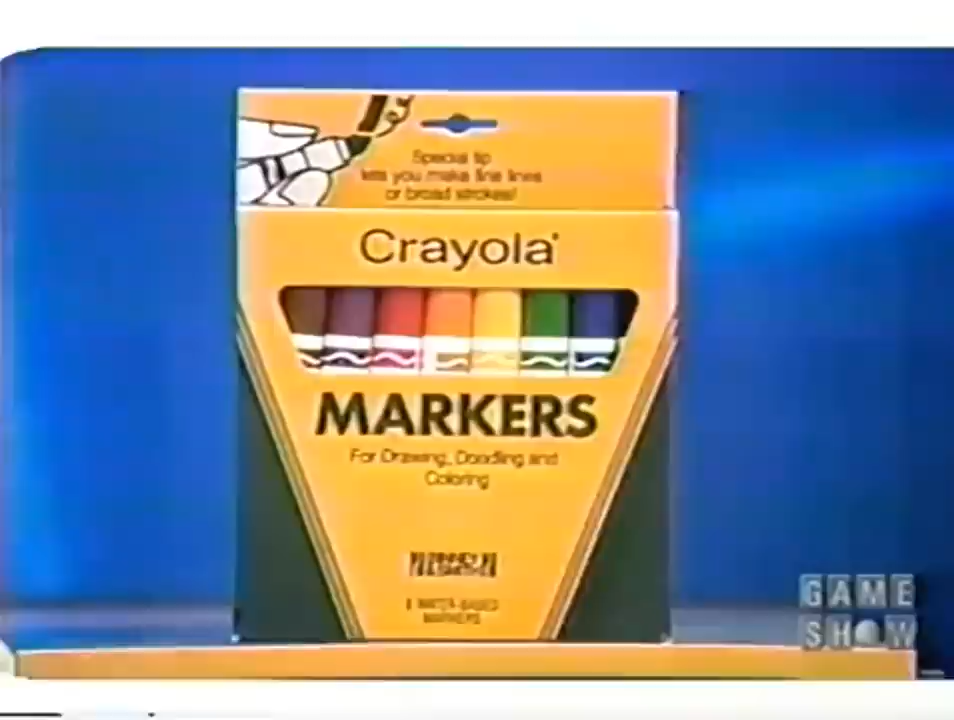 Special tip
lets you make fine lines
or broad strokes!
Crayola
MARKERS
For Drawing, Doodling and
Coloring
8 WATER-BASED
MARKERS
GAME
SHOW